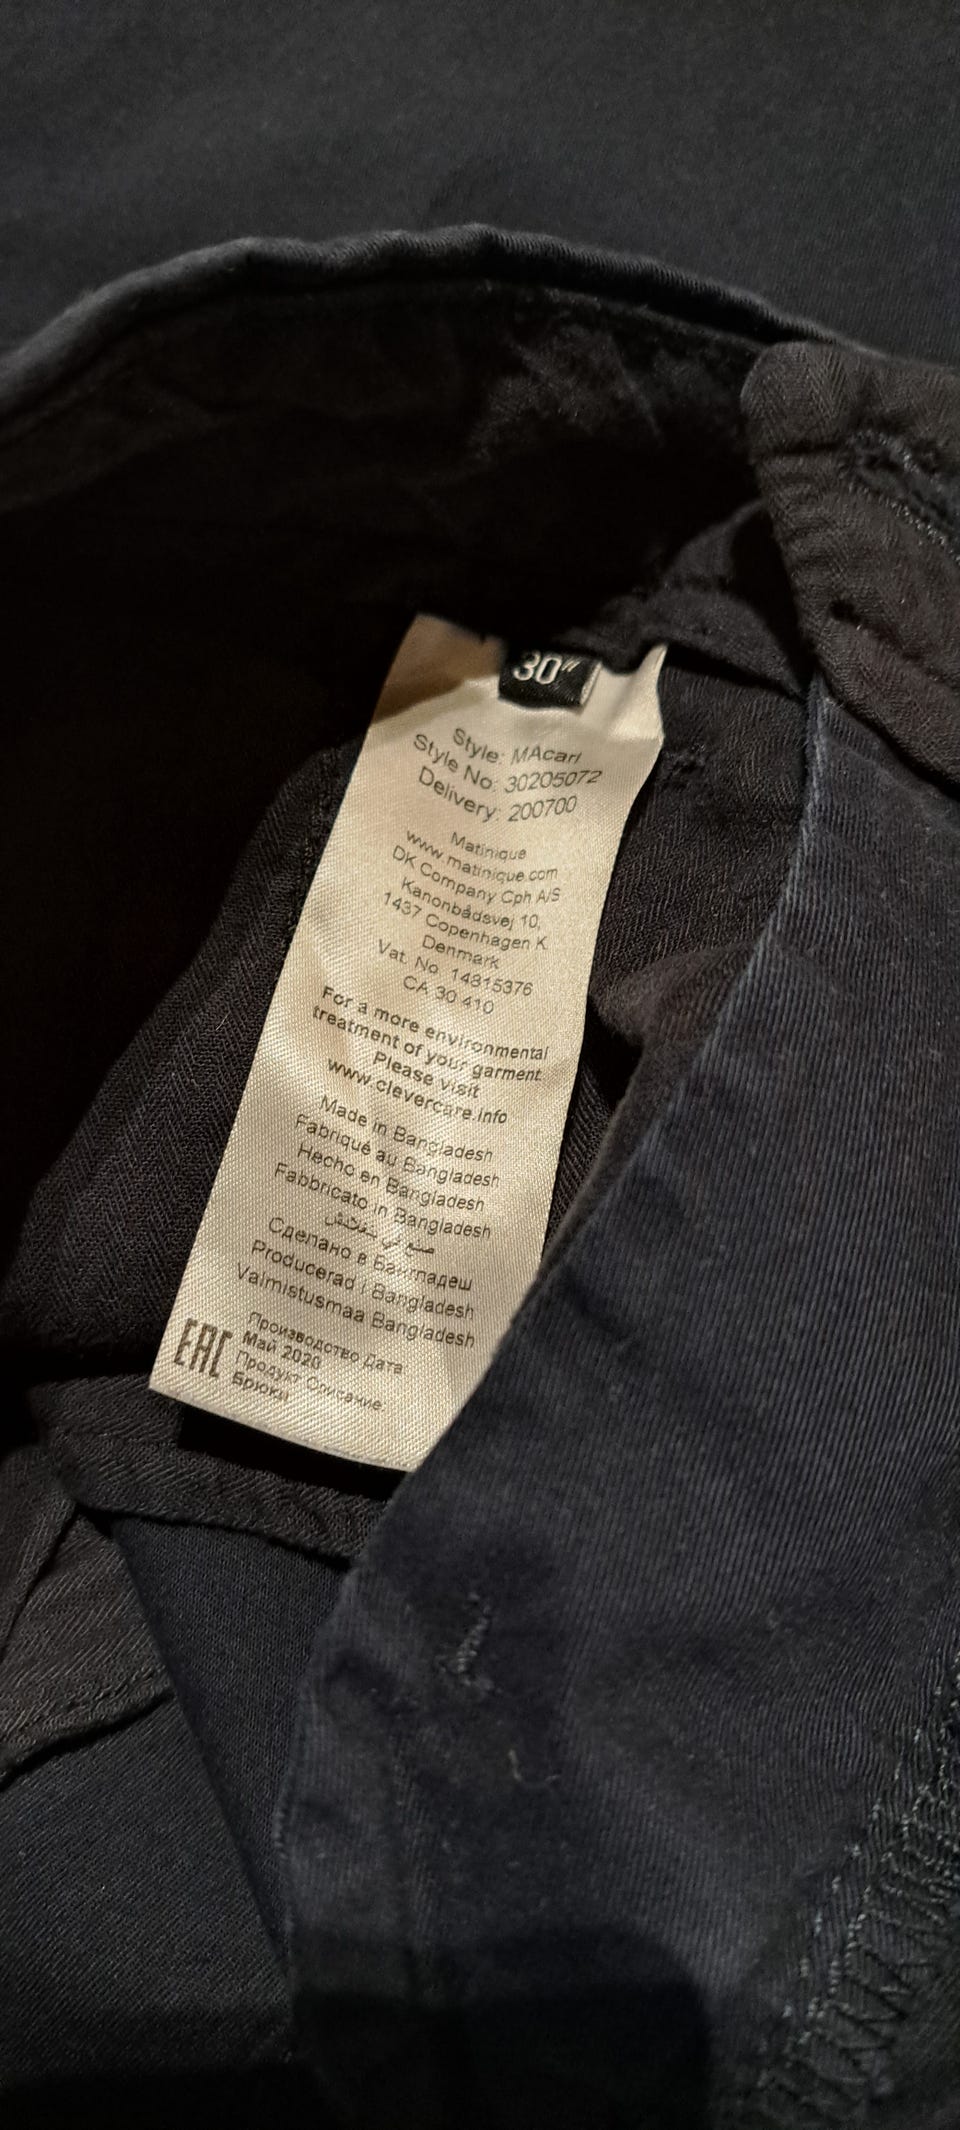 30"
Style: MAcarl
Style No: 30205072
Delivery: 200700
Matinique
www.matinique.com
DK Company Cph A/S
Kanonbådsvej 10,
1437 Copenhagen K
Denmark
Vat. No. 14315376
CA 30 410
For a more environmental
treatment of your garment
Please visit
www.clevercare.info
Made in Bangladesh
Fabriqué au Bangladesh
Hecho en Bangladesh
Fabbricato in Bangladesh
صنع في بنغلاتش
Сделано в Бангладеш
Producerad i Bangladesh
Valmistusmaa Bangladesh
EAC
Производство Дата:
Май 2020
Продукт Описание
Брюки